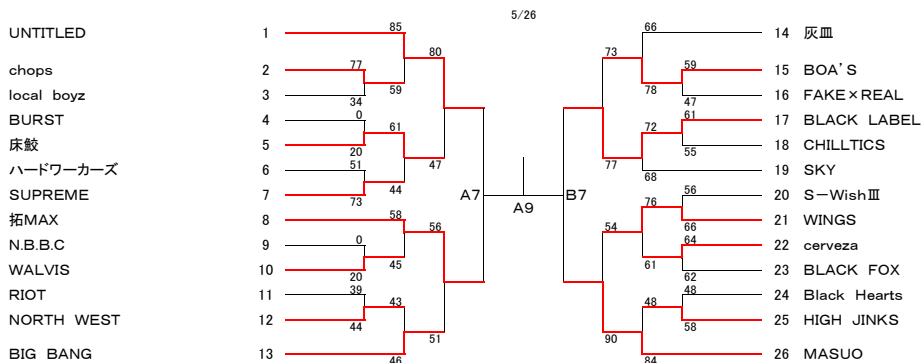 5/26
UNTITLED 1 85 66 14 灰皿
80 73
chops 2 77 59 15 BOA'S
59 78
local boyz 3 34 47 16 FAKE×REAL
BURST 4 0 61 17 BLACK LABEL
61 72
床鮫 5 20 55 18 CHILLTICS
47 77
ハードワーカーズ 6 51 68 19 SKY
44
SUPREME 7 73 A7 A9 B7 56 20 S-WishⅢ
76
拓MAX 8 58 66 21 WINGS
56 54
N.B.B.C 9 0 64 22 cerveza
45 61
WALVIS 10 20 62 23 BLACK FOX
RIOT 11 39 48 24 Black Hearts
43 48
NORTH WEST 12 44 58 25 HIGH JINKS
51 90
BIG BANG 13 46 84 26 MASUO